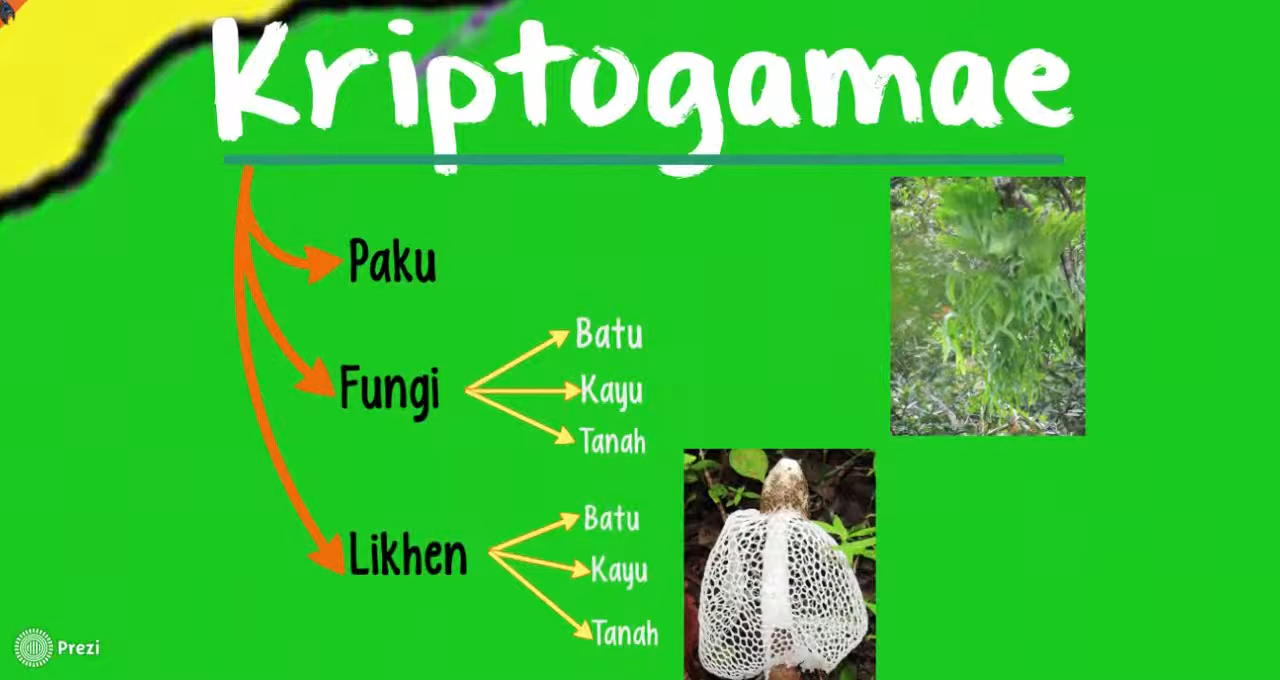 Kriptogamae
Paku
Fungi
Batu
Kayu
Tanah
Likhen
Batu
Kayu
Tanah
Prezi